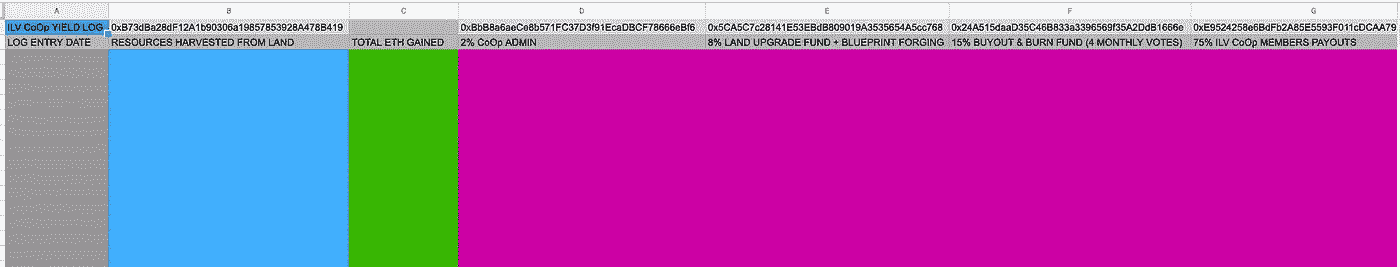 A B C D E F G
ILV CoOp YIELD LOG 0xB73dBa28dF12A1b90306a19857853928A478B419 0xBbB8a6aeCe8b571FC37D3f91EcaDBCF78666eBf6 0x5CA5C7c28141E53EBdB809019A3535654A5cc768 0x24A515daaD35C46B833a3396569f35A2DdB1666e 0xE9524258e6BdFb2A85E5593F011cDCAA79
LOG ENTRY DATE RESOURCES HARVESTED FROM LAND TOTAL ETH GAINED 2% CoOp ADMIN 8% LAND UPGRADE FUND + BLUEPRINT FORGING 15% BUYOUT & BURN FUND (4 MONTHLY VOTES) 75% ILV CoOp MEMBERS PAYOUTS